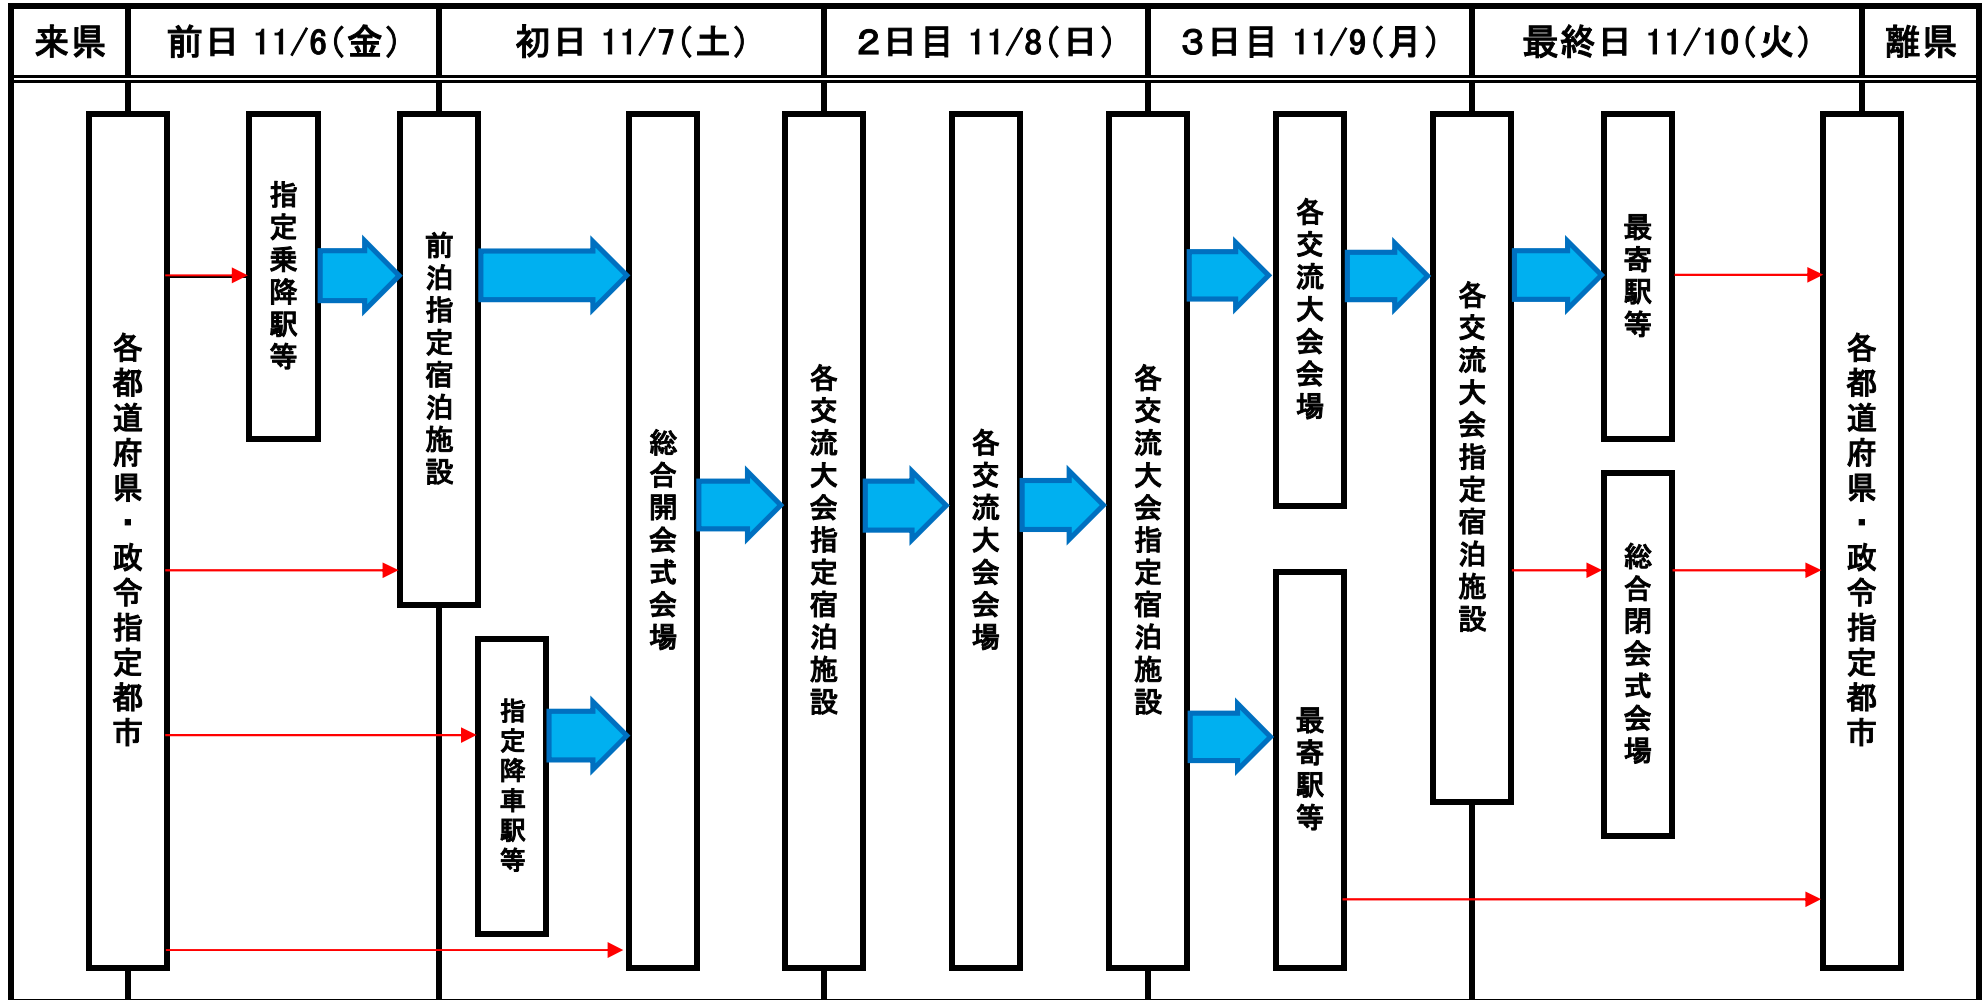 来県
前日 11/6(金)
初日 11/7(土)
２日目 11/8(日)
３日目 11/9(月)
最終日 11/10(火)
離県
各都道府県・政令指定都市
指定乗降駅等
前泊指定宿泊施設
指定降車駅等
総合開会式会場
各交流大会指定宿泊施設
各交流大会会場
各交流大会指定宿泊施設
各交流大会会場
最寄駅等
各交流大会指定宿泊施設
最寄駅等
総合閉会式会場
各都道府県・政令指定都市